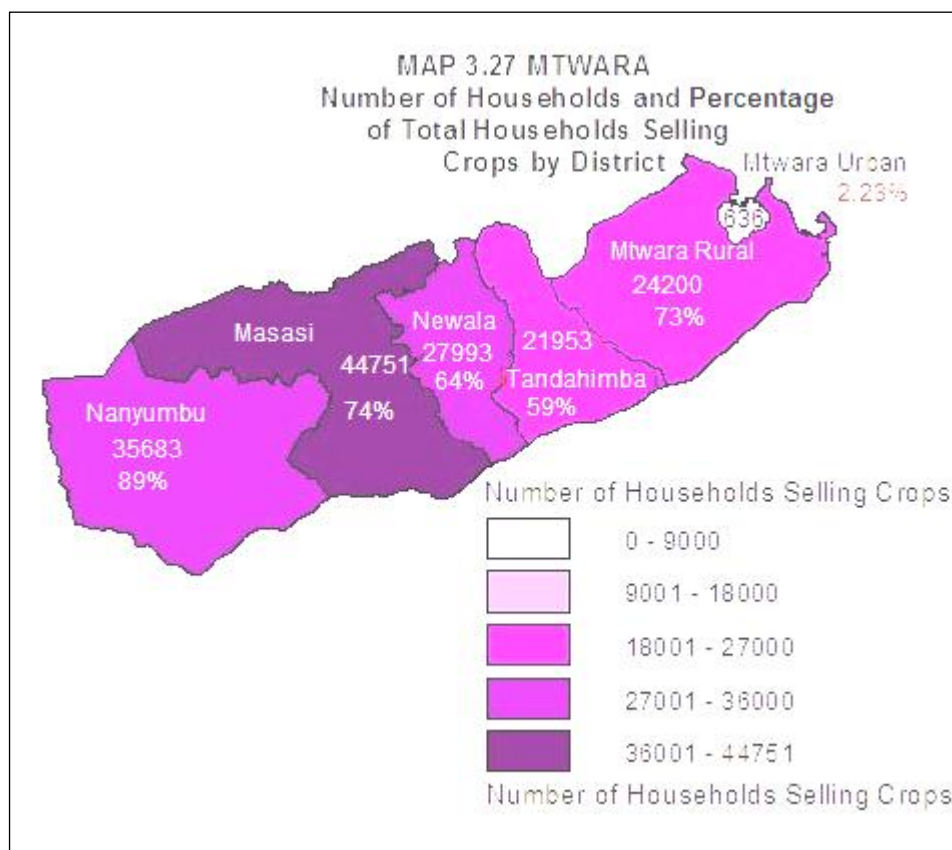 MAP 3.27 MTWARA
Number of Households and Percentage
of Total Households Selling
Crops by District
Mtwara Urban
2.23%
636
Mtwara Rural
24200
73%
Masasi
44751
74%
Newala
27993
64%
21953
Tandahimba
59%
Nanyumbu
35683
89%
Number of Households Selling Crops
0 - 9000
9001 - 18000
18001 - 27000
27001 - 36000
36001 - 44751
Number of Households Selling Crops